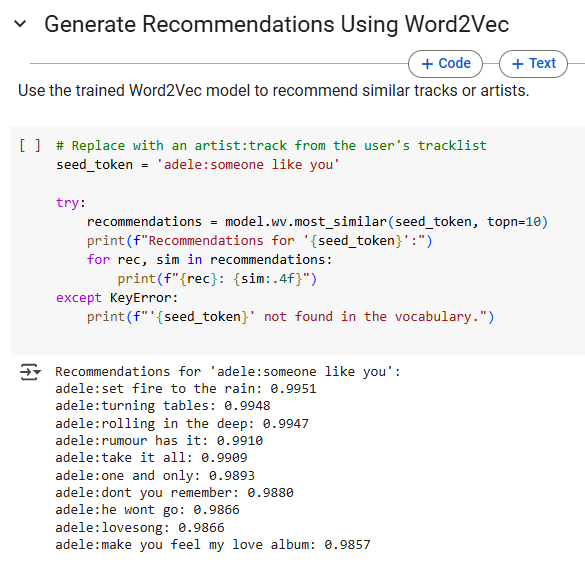 Generate Recommendations Using Word2Vec
+ Code + Text
Use the trained Word2Vec model to recommend similar tracks or artists.
[ ] # Replace with an artist:track from the user's tracklist
seed_token = 'adele:someone like you'
try:
    recommendations = model.wv.most_similar(seed_token, topn=10)
    print(f"Recommendations for '{seed_token}':")
    for rec, sim in recommendations:
        print(f"{rec}: {sim:.4f}")
except KeyError:
    print(f"'{seed_token}' not found in the vocabulary.")
Recommendations for 'adele:someone like you':
adele:set fire to the rain: 0.9951
adele:turning tables: 0.9948
adele:rolling in the deep: 0.9947
adele:rumour has it: 0.9910
adele:take it all: 0.9909
adele:one and only: 0.9893
adele:dont you remember: 0.9880
adele:he wont go: 0.9866
adele:lovesong: 0.9866
adele:make you feel my love album: 0.9857